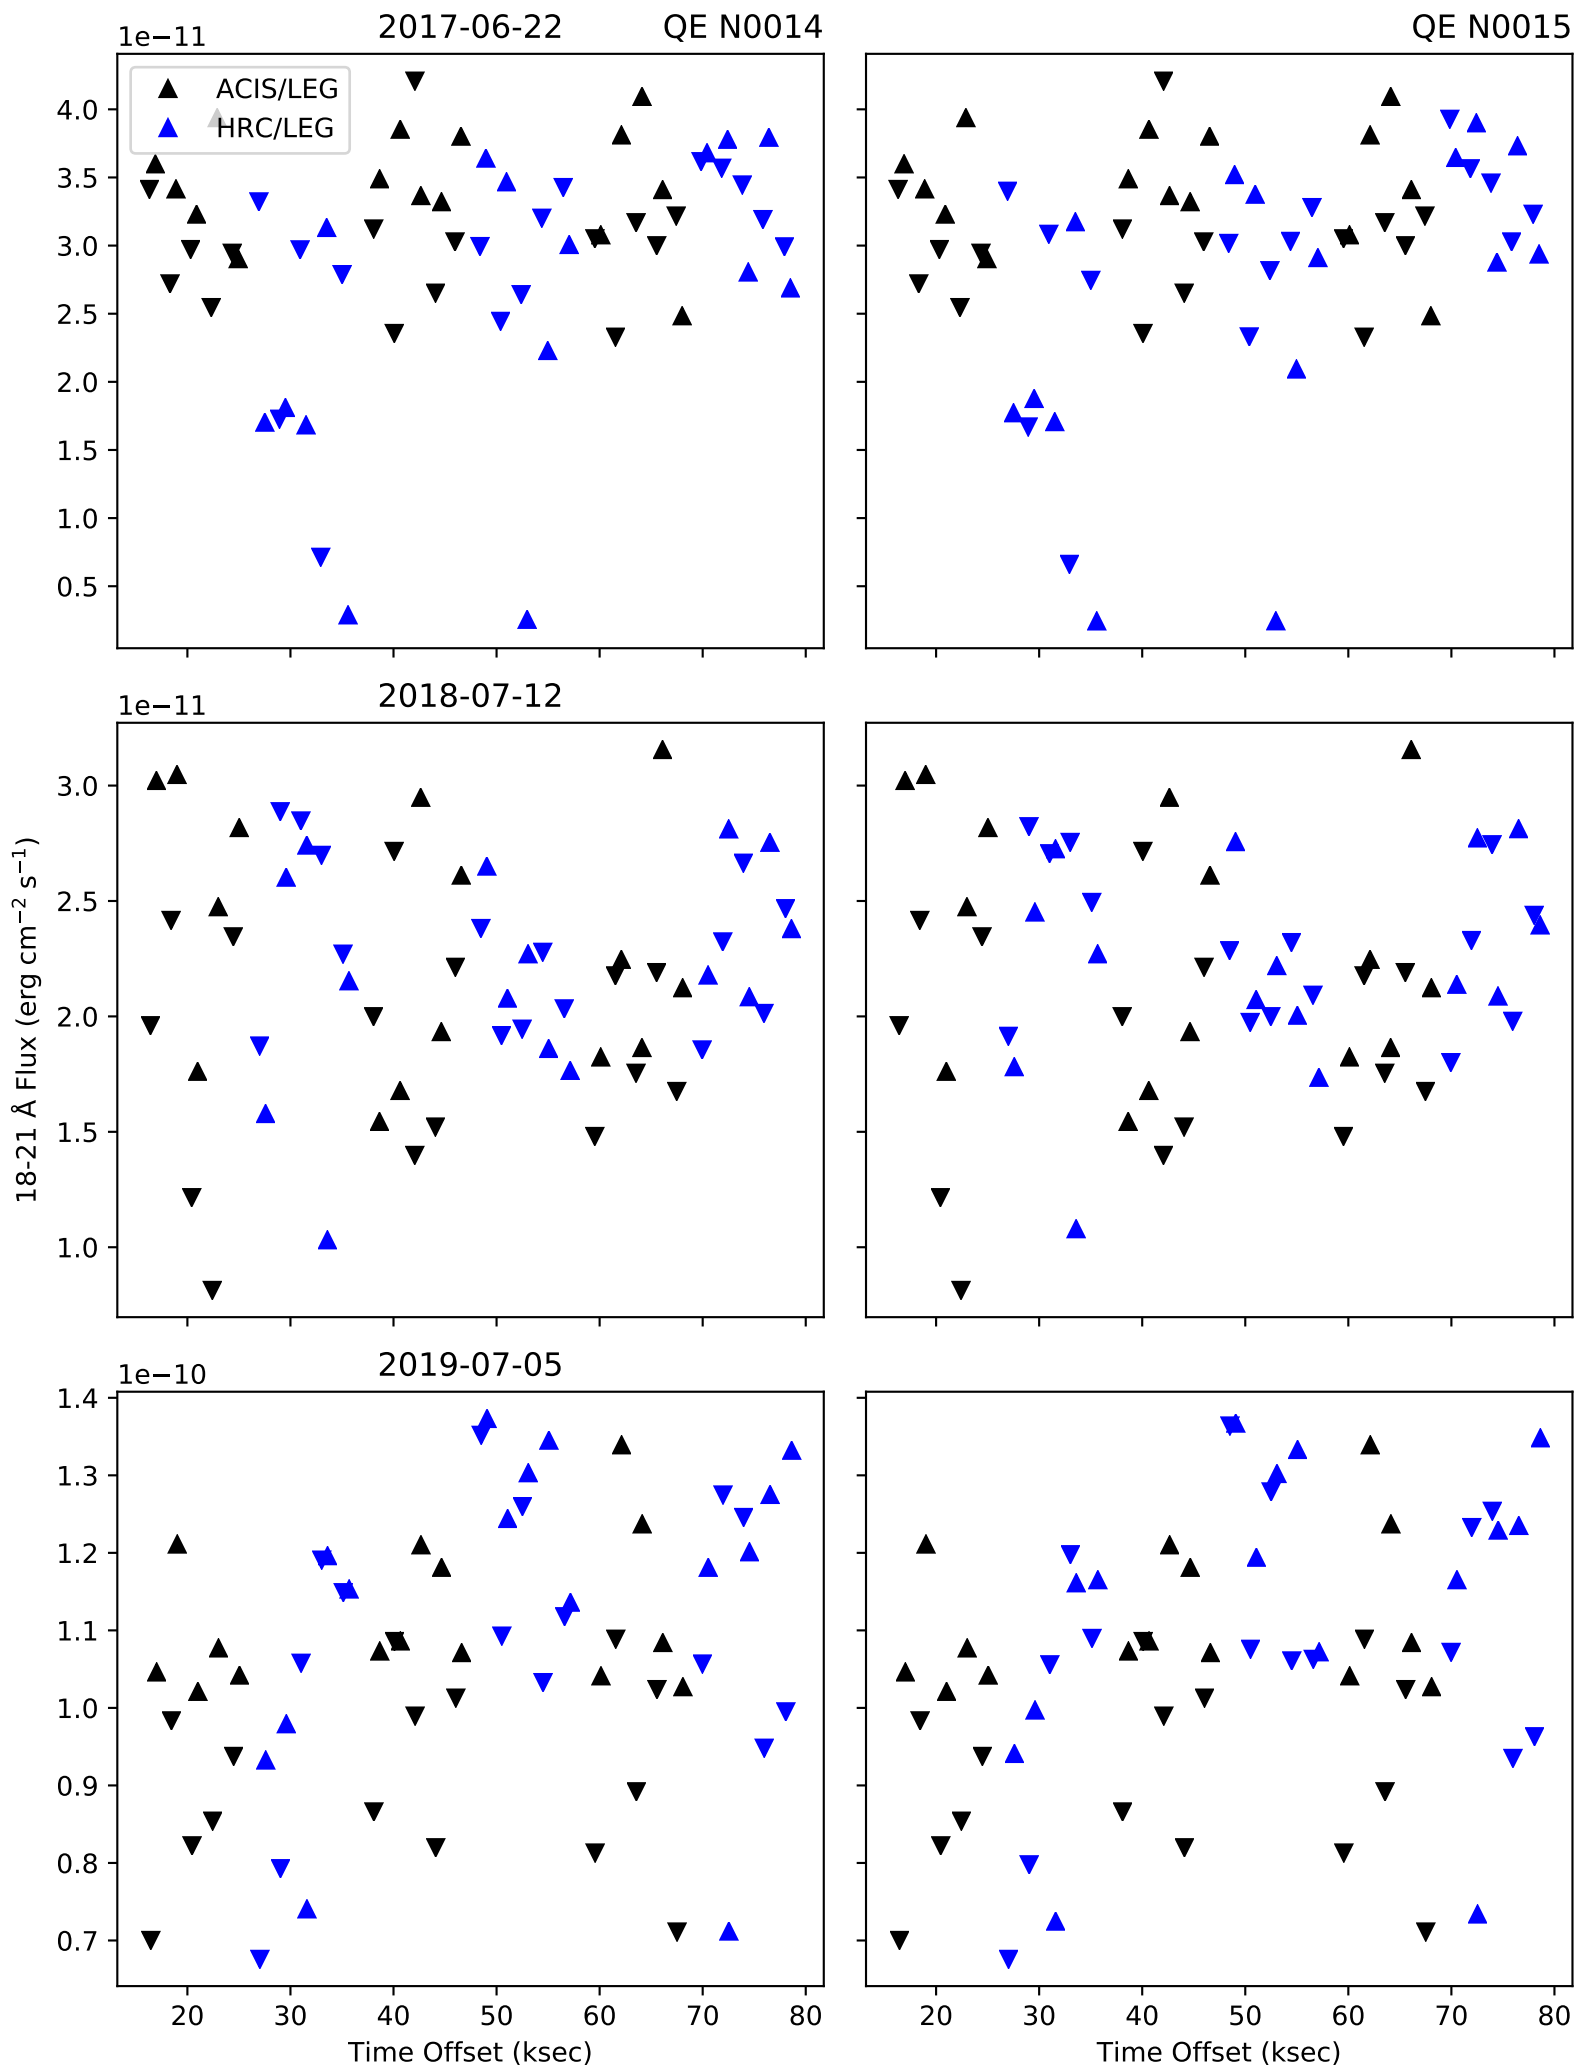 2017-06-22 QE N0014 QE N0015
1e−11
ACIS/LEG
HRC/LEG
4.0
3.5
3.0
2.5
2.0
1.5
1.0
0.5
2018-07-12
1e−11
3.0
2.5
2.0
1.5
1.0
18-21 Å Flux (erg cm−2 s−1)
2019-07-05
1e−10
1.4
1.3
1.2
1.1
1.0
0.9
0.8
0.7
20 30 40 50 60 70 80 20 30 40 50 60 70 80
Time Offset (ksec) Time Offset (ksec)